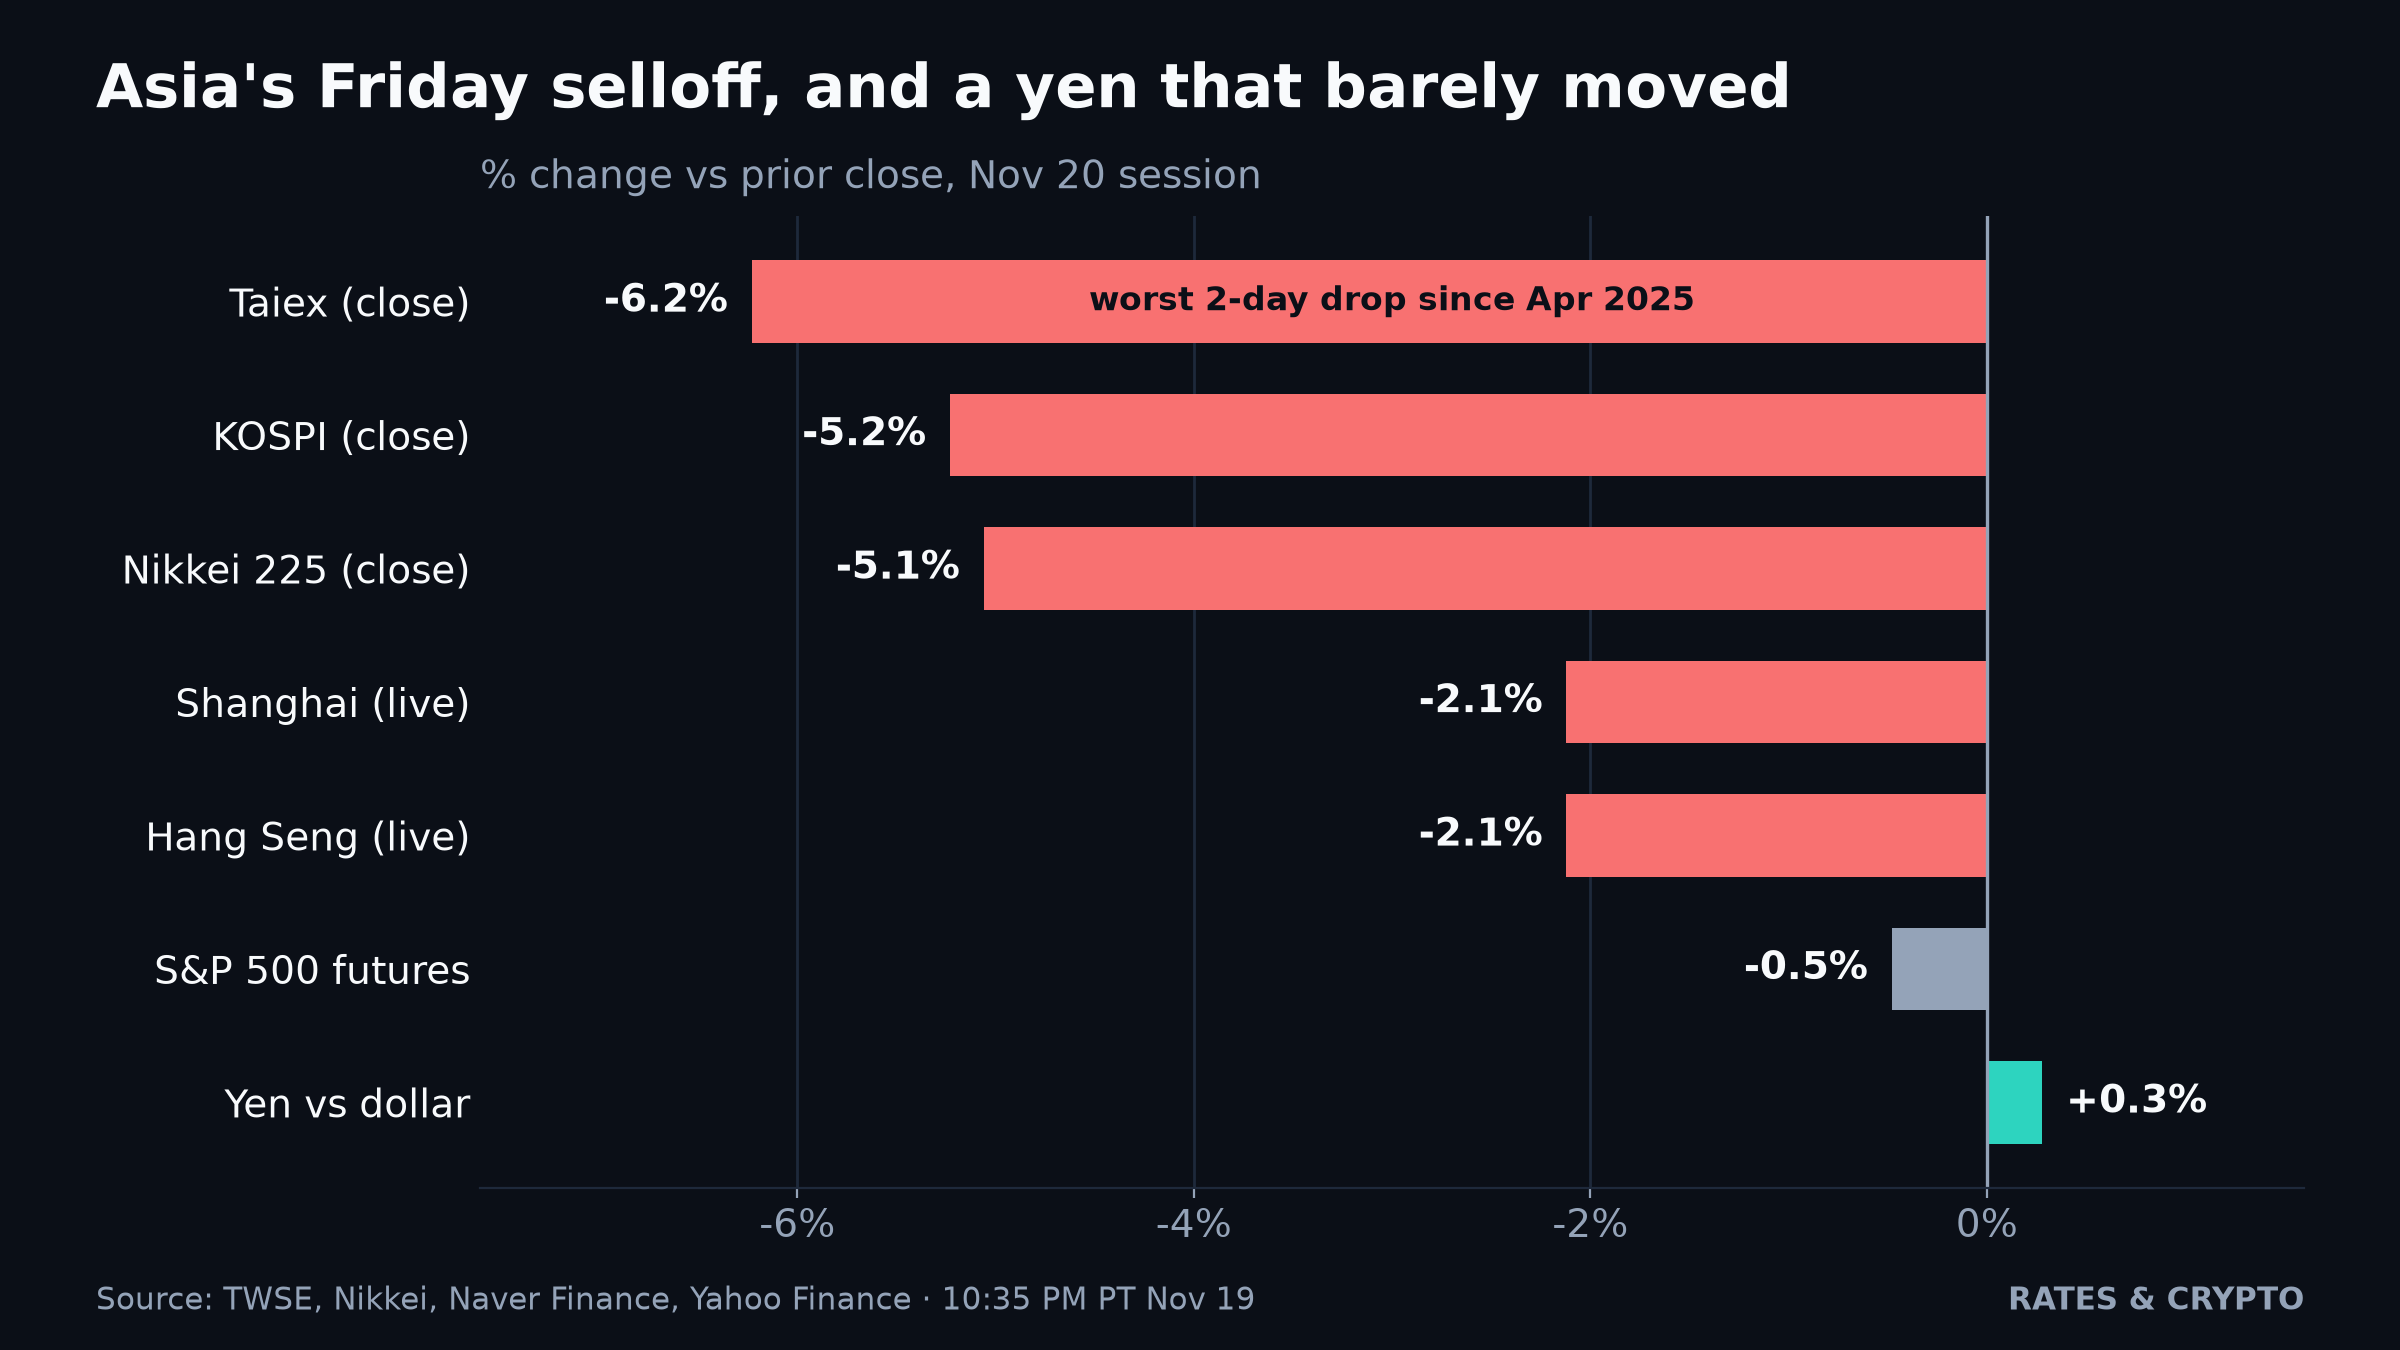 Asia's Friday selloff, and a yen that barely moved
% change vs prior close, Nov 20 session
Taiex (close)
-6.2%
worst 2-day drop since Apr 2025
KOSPI (close)
-5.2%
Nikkei 225 (close)
-5.1%
Shanghai (live)
-2.1%
Hang Seng (live)
-2.1%
S&P 500 futures
-0.5%
Yen vs dollar
+0.3%
-6%
-4%
-2%
0%
Source: TWSE, Nikkei, Naver Finance, Yahoo Finance · 10:35 PM PT Nov 19
RATES & CRYPTO